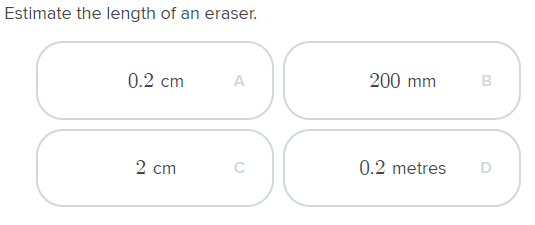 Estimate the length of an eraser.
0.2 cm A
200 mm B
2 cm C
0.2 metres D